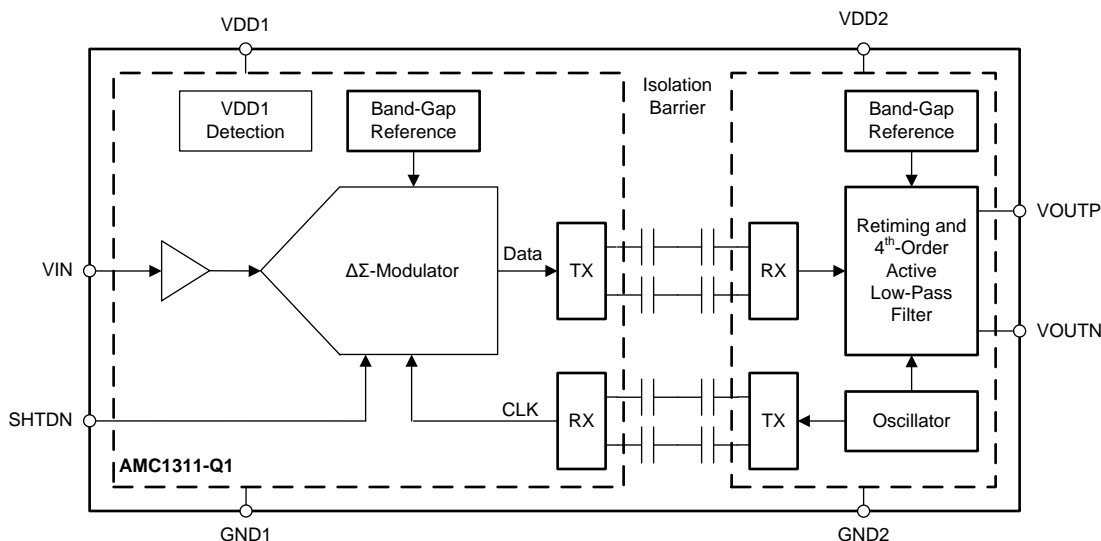 VDD1
VDD2
VDD1
Detection
Band-Gap
Reference
Isolation
Barrier
Band-Gap
Reference
VIN
ΔΣ-Modulator
Data
TX
RX
Retiming and
4th-Order
Active
Low-Pass
Filter
VOUTP
VOUTN
SHTDN
CLK
RX
TX
Oscillator
AMC1311-Q1
GND1
GND2